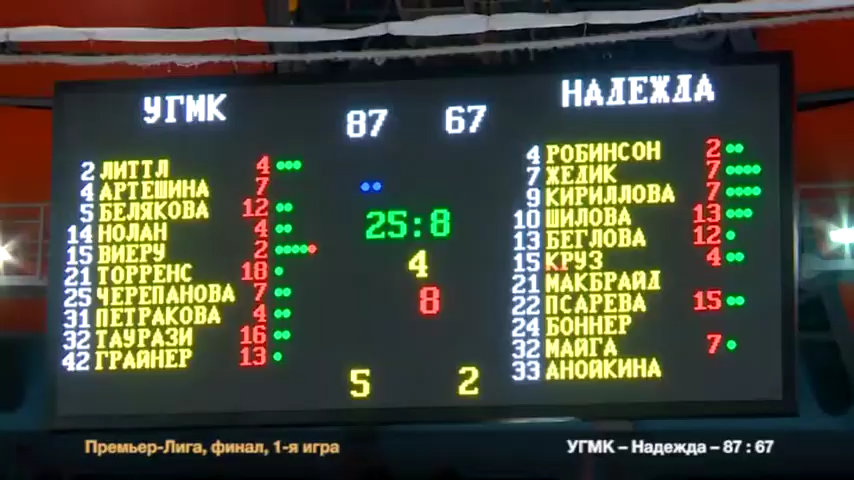 УГМК 87 67 НАДЕЖДА
2 ЛИТТЛ 4
4 АРТЕШИНА 7
5 БЕЛЯКОВА 12
14 НОЛАН 4
15 ВИЕРУ 2
21 ТОРРЕНС 18
25 ЧЕРЕПАНОВА 7
31 ПЕТРАКОВА 4
32 ТАУРАЗИ 16
42 ГРАЙНЕР 13
25:8
4
8
5 2
4 РОБИНСОН 2
7 ХЕДИК 7
9 КИРИЛЛОВА 7
10 ШИЛОВА 13
13 БЕГЛОВА 12
15 КРУЗ 4
21 МАКБРАЙД
22 ПСАРЕВА 15
24 БОННЕР
32 МАЙГА 7
33 АНОЙКИНА
Премьер-Лига, финал, 1-я игра
УГМК – Надежда – 87 : 67